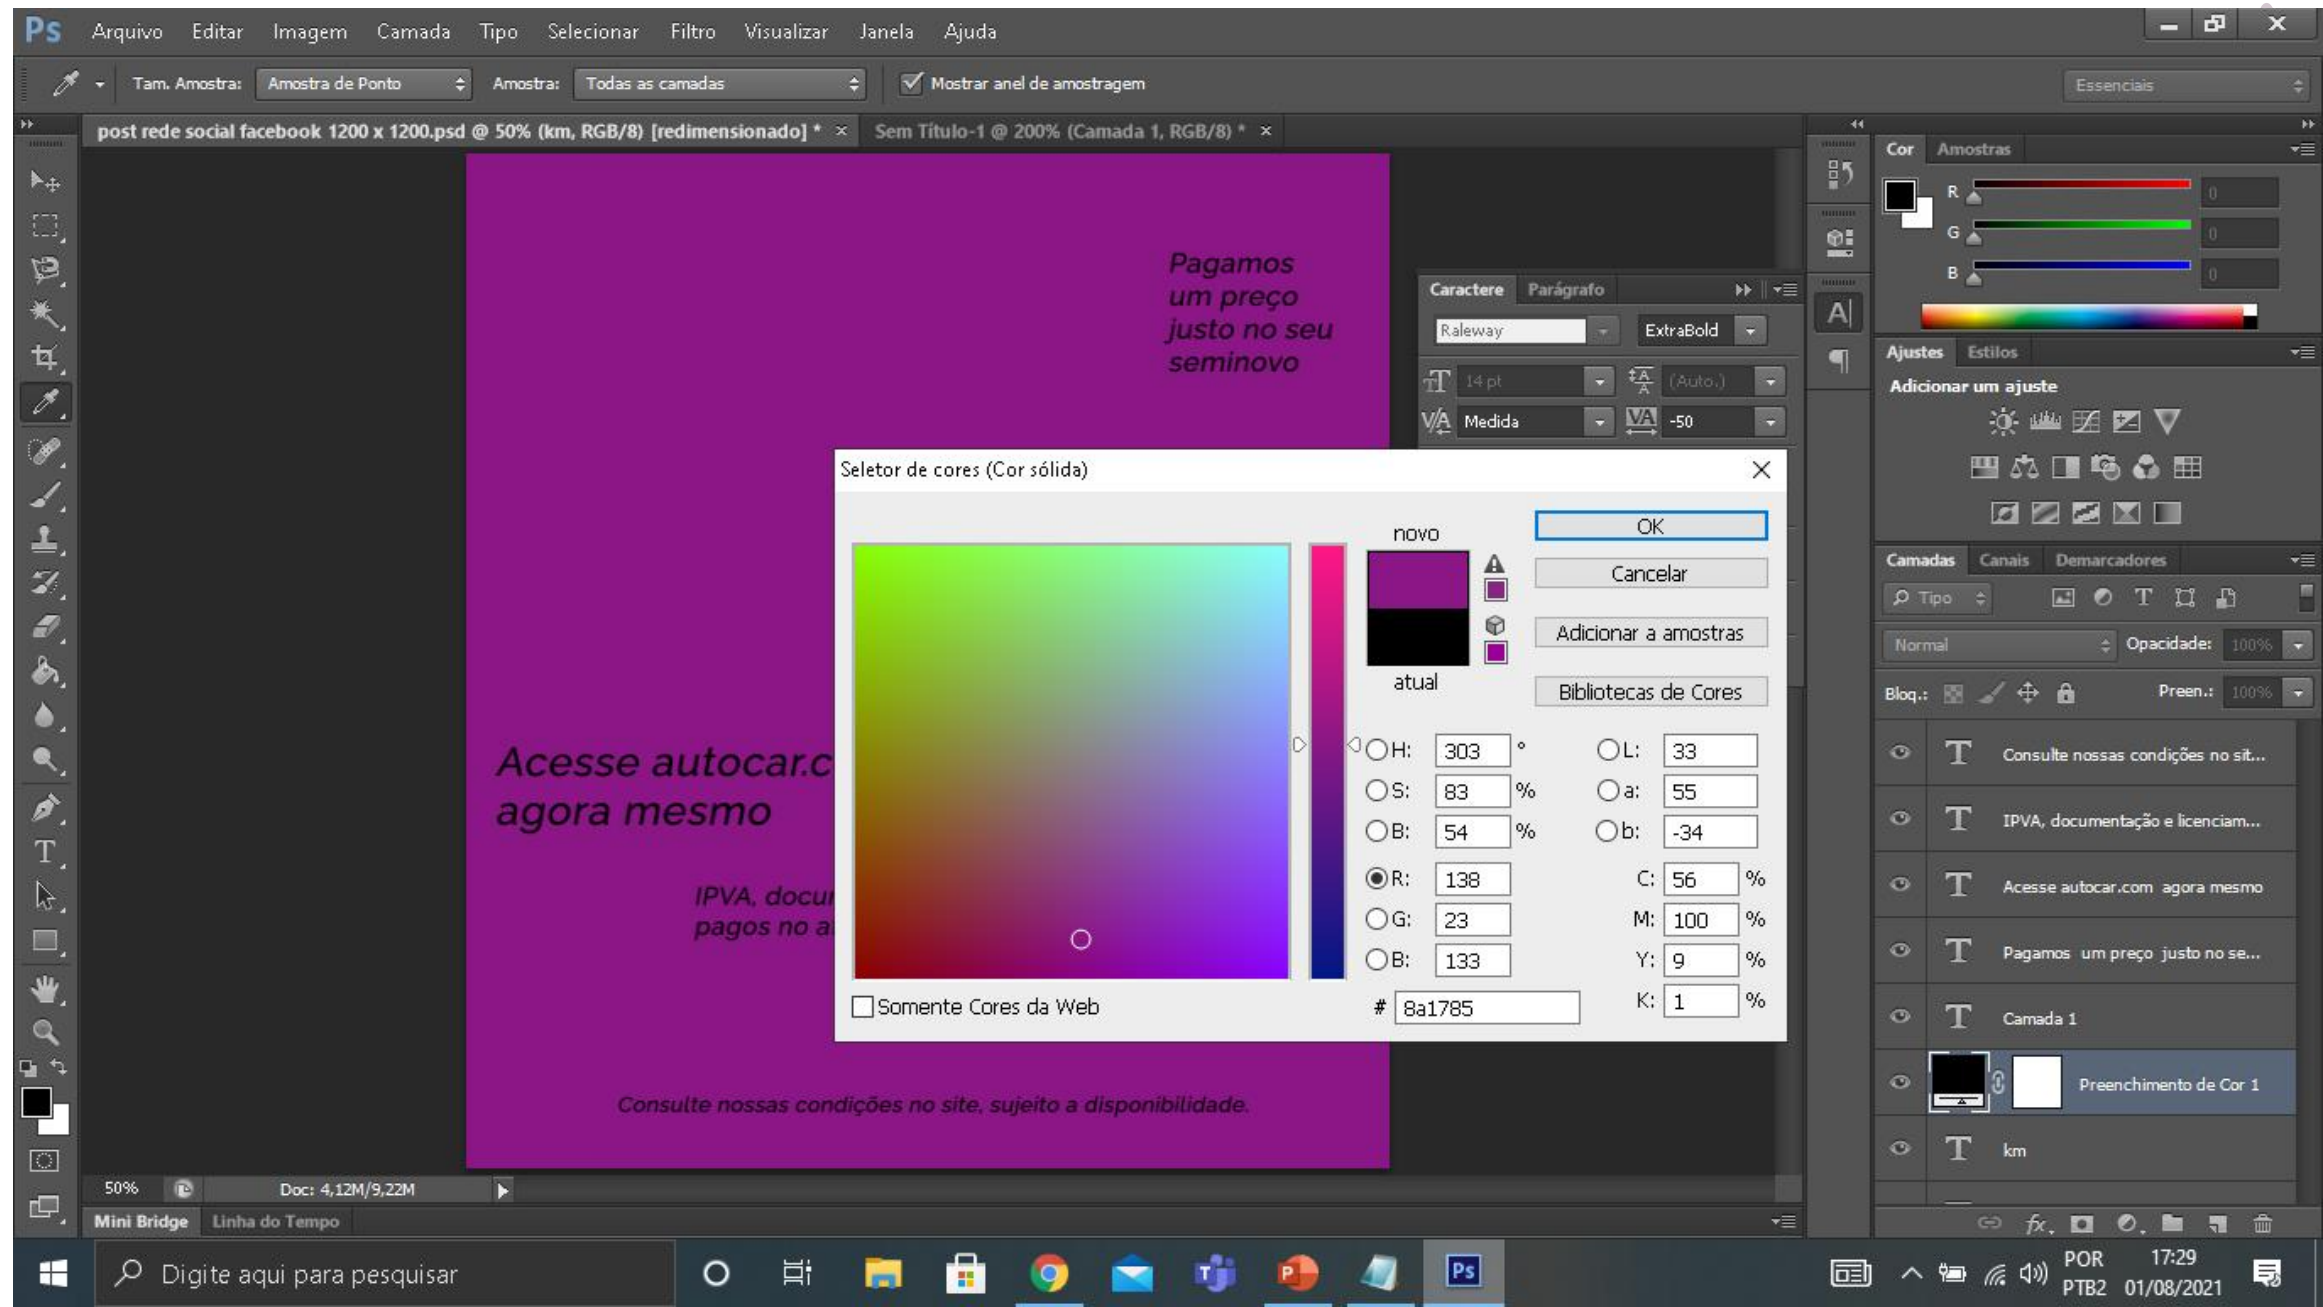 Ps Arquivo Editar Imagem Camada Tipo Selecionar Filtro Visualizar Janela Ajuda
Tam. Amostra: Amostra de Ponto Amostra: Todas as camadas Mostrar anel de amostragem Essenciais
post rede social facebook 1200 x 1200.psd @ 50% (km, RGB/8) [redimensionado] * × Sem Título-1 @ 200% (Camada 1, RGB/8) * ×
Pagamos
um preço
justo no seu
seminovo
Acesse autocar.c
agora mesmo
IPVA, docu
pagos no a
Consulte nossas condições no site, sujeito a disponibilidade.
Caractere Parágrafo
Raleway ExtraBold
14 pt (Auto.)
Medida -50
Seletor de cores (Cor sólida)
novo
atual
OK
Cancelar
Adicionar a amostras
Bibliotecas de Cores
H: 303 ° L: 33
S: 83 % a: 55
B: 54 % b: -34
R: 138 C: 56 %
G: 23 M: 100 %
B: 133 Y: 9 %
# 8a1785 K: 1 %
Somente Cores da Web
Cor Amostras
R 0
G 0
B 0
Ajustes Estilos
Adicionar um ajuste
Camadas Canais Demarcadores
Tipo
Normal Opacidade: 100%
Bloq.: Preen.: 100%
T Consulte nossas condições no sit...
T IPVA, documentação e licenciam...
T Acesse autocar.com agora mesmo
T Pagamos um preço justo no se...
T Camada 1
Preenchimento de Cor 1
T km
fx.
50% Doc: 4,12M/9,22M
Mini Bridge Linha do Tempo
Digite aqui para pesquisar
Ps
POR
PTB2
17:29
01/08/2021